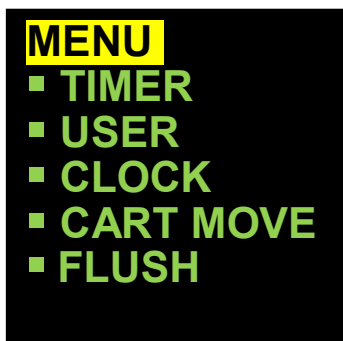 MENU
▪ TIMER
▪ USER
▪ CLOCK
▪ CART MOVE
▪ FLUSH